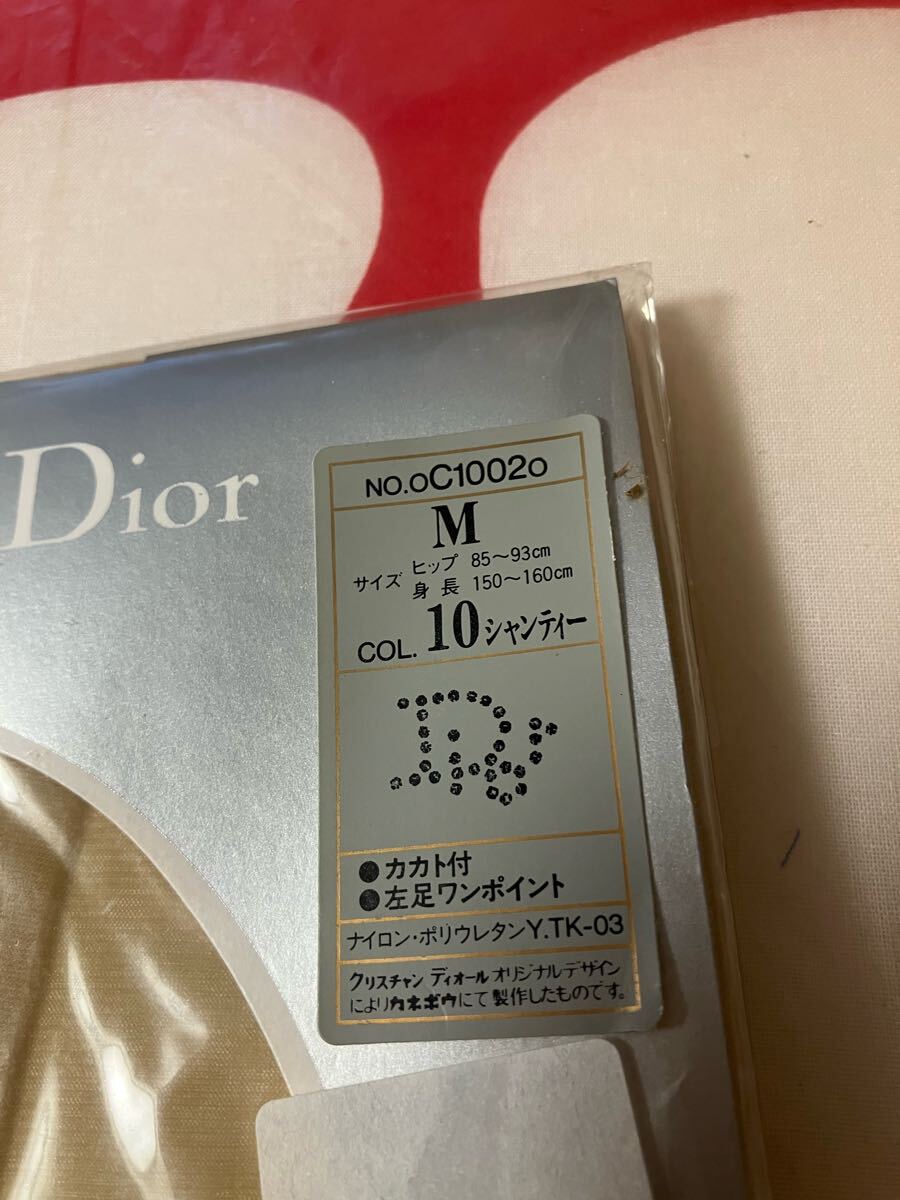 Dior
NO.oC1002o
M
サイズ ヒップ 85～93cm
身長 150～160cm
COL. 10 シャンティー
Dior
●カカト付
●左足ワンポイント
ナイロン・ポリウレタンY.TK-03
クリスチャン ディオール オリジナルデザイン
によりカネボウにて製作したものです。